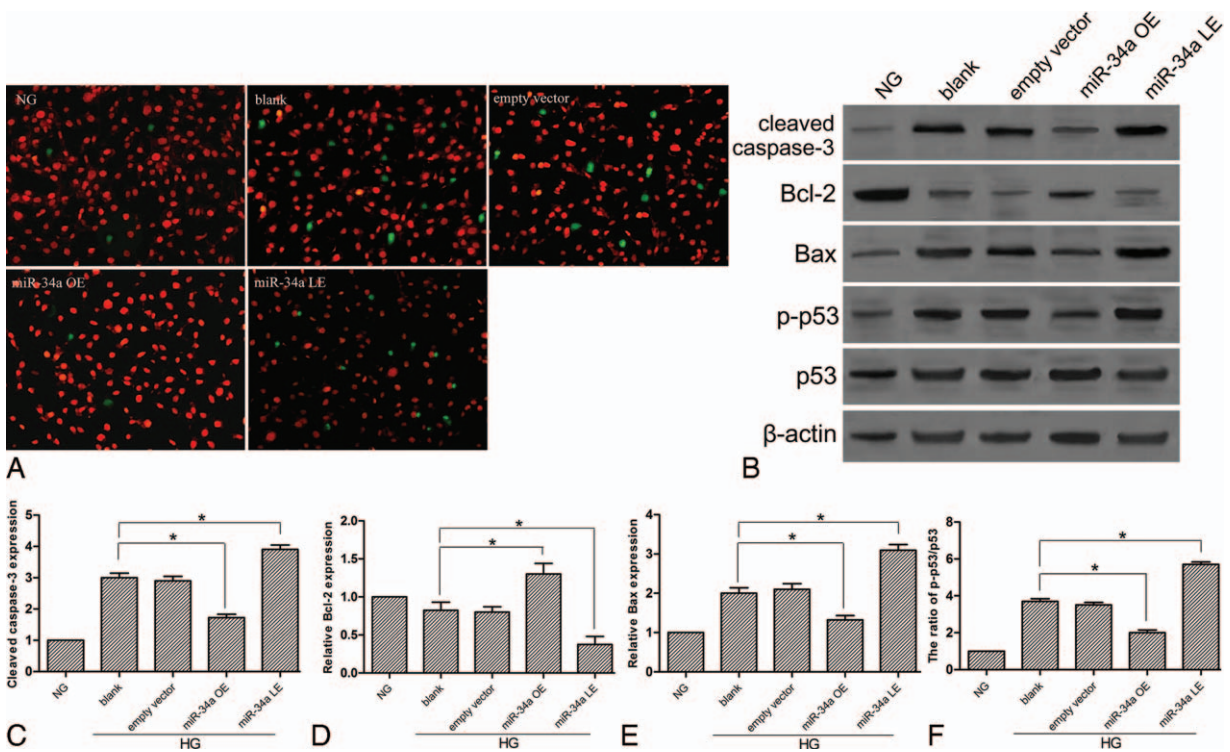 NG
blank
empty vector
miR-34a OE
miR-34a LE
A
NG
blank
empty vector
miR-34a OE
miR-34a LE
cleaved
caspase-3
Bcl-2
Bax
p-p53
p53
β-actin
B
Cleaved caspase-3 expression
5
4
3
2
1
0
*
*
NG
blank
empty vector
miR-34a OE
miR-34a LE
HG
C
Relative Bcl-2 expression
2.0
1.5
1.0
0.5
0.0
*
*
NG
blank
empty vector
miR-34a OE
miR-34a LE
HG
D
Relative Bax expression
4
3
2
1
0
*
*
NG
blank
empty vector
miR-34a OE
miR-34a LE
HG
E
The ratio of p-p53/p53
8
6
4
2
0
*
*
NG
blank
empty vector
miR-34a OE
miR-34a LE
HG
F